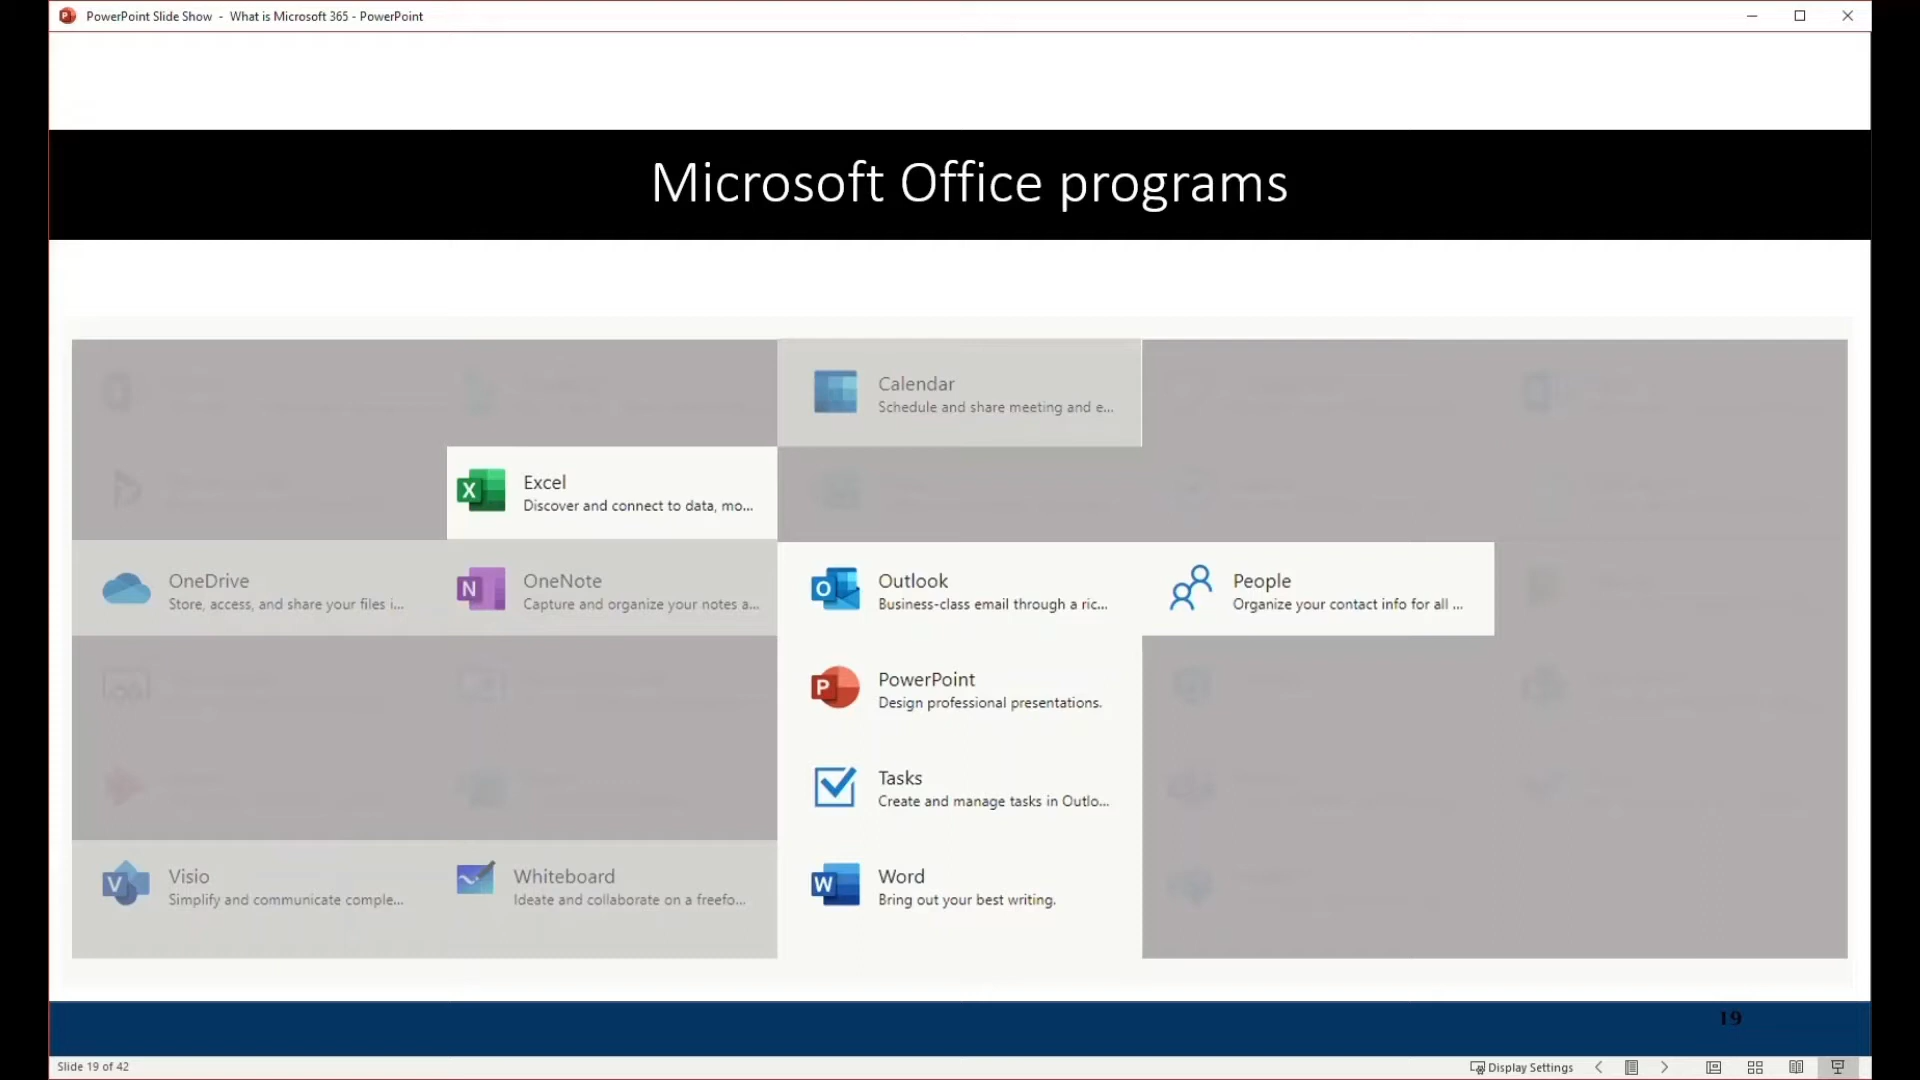 PowerPoint Slide Show - What is Microsoft 365 - PowerPoint
Microsoft Office programs
Calendar
Schedule and share meeting and e...
Excel
Discover and connect to data, mo...
OneDrive
Store, access, and share your files i...
OneNote
Capture and organize your notes a...
Outlook
Business-class email through a ric...
People
Organize your contact info for all ...
PowerPoint
Design professional presentations.
Tasks
Create and manage tasks in Outlo...
Visio
Simplify and communicate comple...
Whiteboard
Ideate and collaborate on a freefo...
Word
Bring out your best writing.
19
Slide 19 of 42
Display Settings